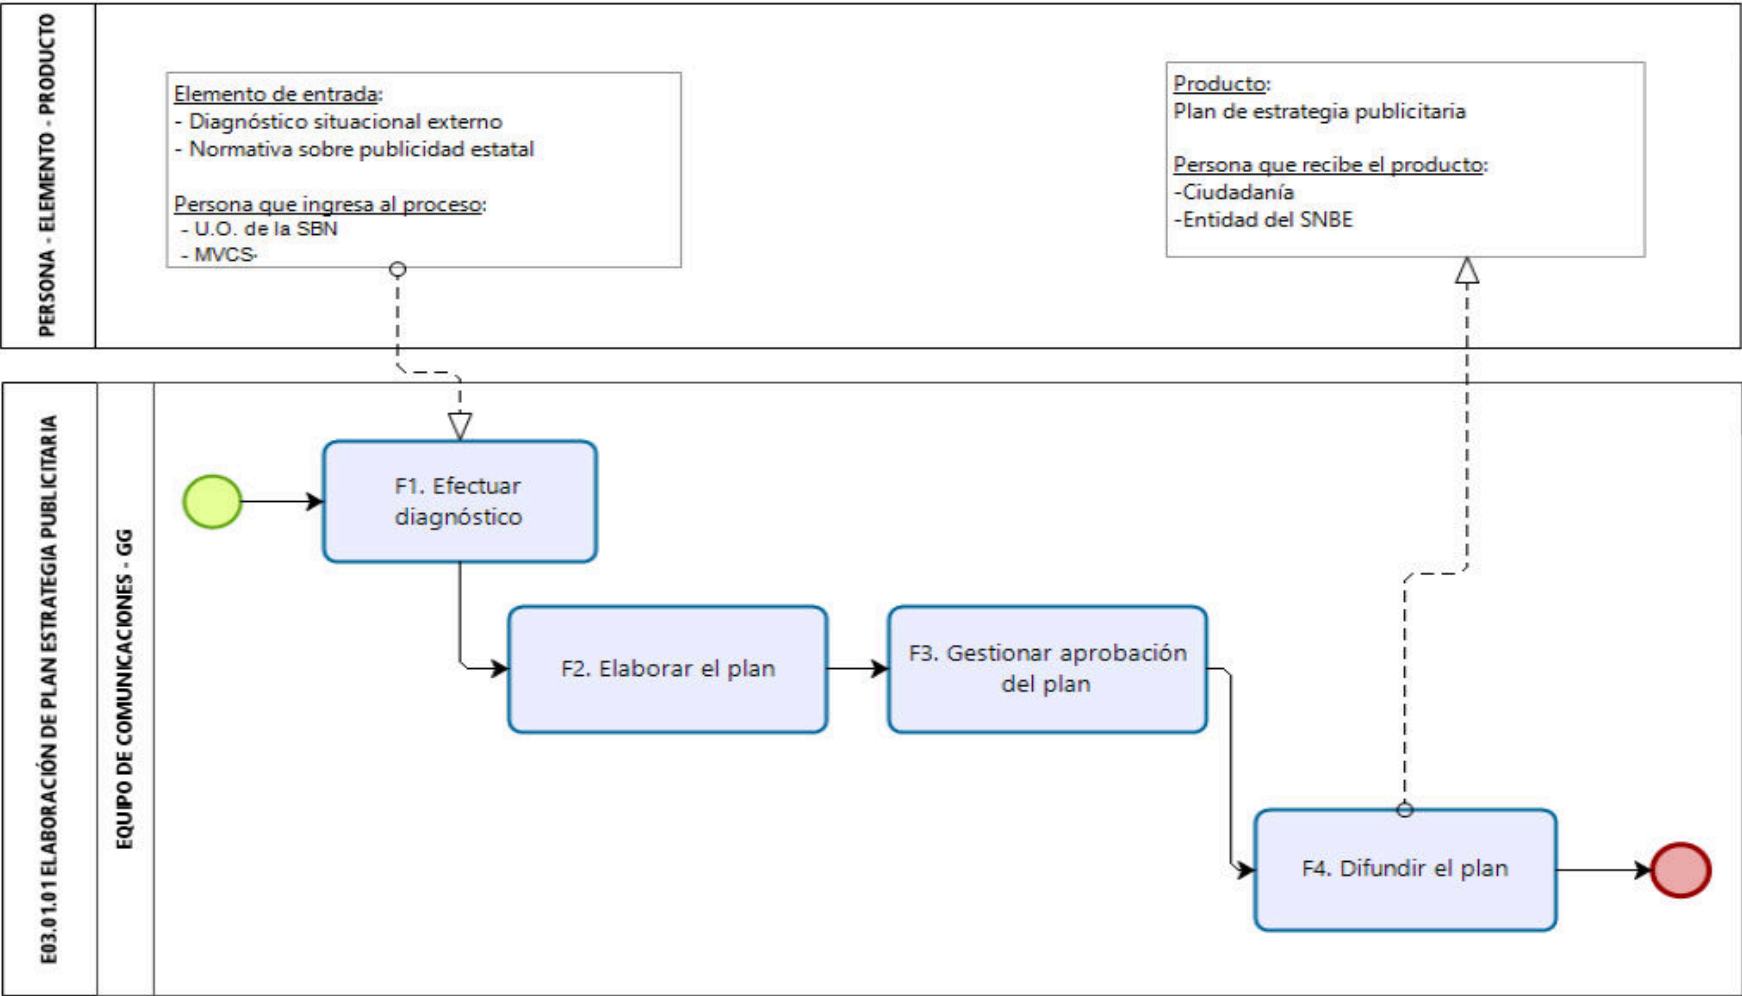 PERSONA - ELEMENTO - PRODUCTO
Elemento de entrada:
- Diagnóstico situacional externo
- Normativa sobre publicidad estatal
Persona que ingresa al proceso:
- U.O. de la SBN
- MVCS·
Producto:
Plan de estrategia publicitaria
Persona que recibe el producto:
-Ciudadanía
-Entidad del SNBE
E03.01.01 ELABORACIÓN DE PLAN ESTRATEGIA PUBLICITARIA
EQUIPO DE COMUNICACIONES - GG
F1. Efectuar
diagnóstico
F2. Elaborar el plan
F3. Gestionar aprobación
del plan
F4. Difundir el plan